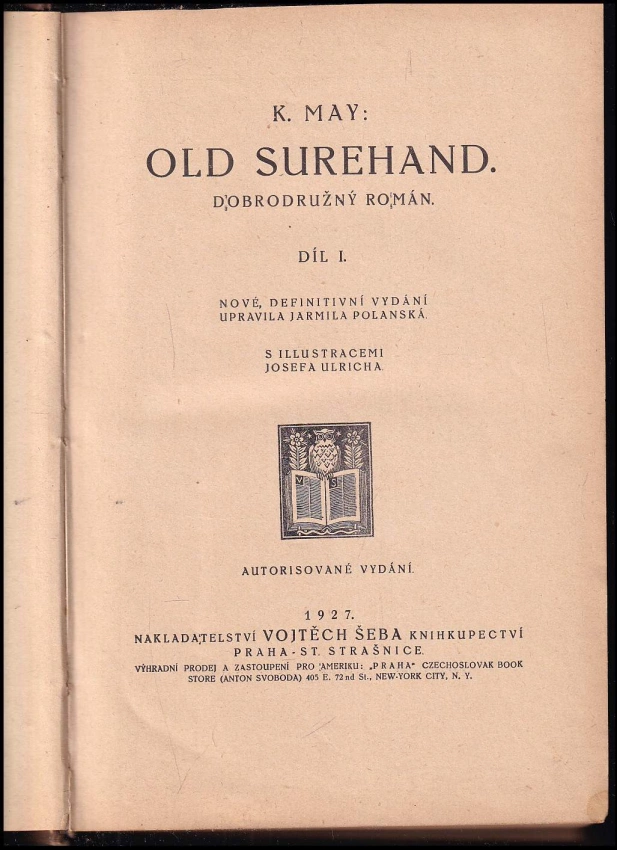 K. MAY:
OLD SUREHAND.
DOBRODRUŽNÝ ROMÁN.
DÍL I.
NOVÉ, DEFINITIVNÍ VYDÁNÍ
UPRAVILA JARMILA POLANSKÁ.
S ILLUSTRACEMI
JOSEFA ULRICHA.
V Š
AUTORISOVANÉ VYDÁNÍ.
1927.
NAKLADATELSTVÍ VOJTĚCH ŠEBA KNIHKUPECTVÍ
PRAHA - ST. STRAŠNICE.
VÝHRADNÍ PRODEJ A ZASTOUPENÍ PRO AMERIKU: „PRAHA“ CZECHOSLOVAK BOOK
STORE (ANTON SVOBODA) 405 E. 72nd St., NEW-YORK CITY, N. Y.